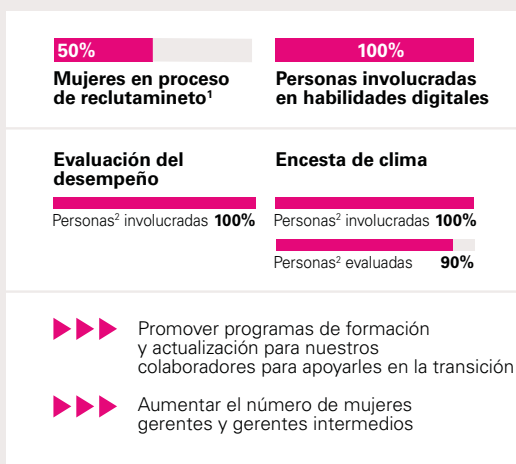 50%
Mujeres en proceso
de reclutamineto¹
100%
Personas involucradas
en habilidades digitales
Evaluación del
desempeño
Personas² involucradas 100%
Encesta de clima
Personas² involucradas 100%
Personas² evaluadas 90%
Promover programas de formación
y actualización para nuestros
colaboradores para apoyarles en la transición
Aumentar el número de mujeres
gerentes y gerentes intermedios